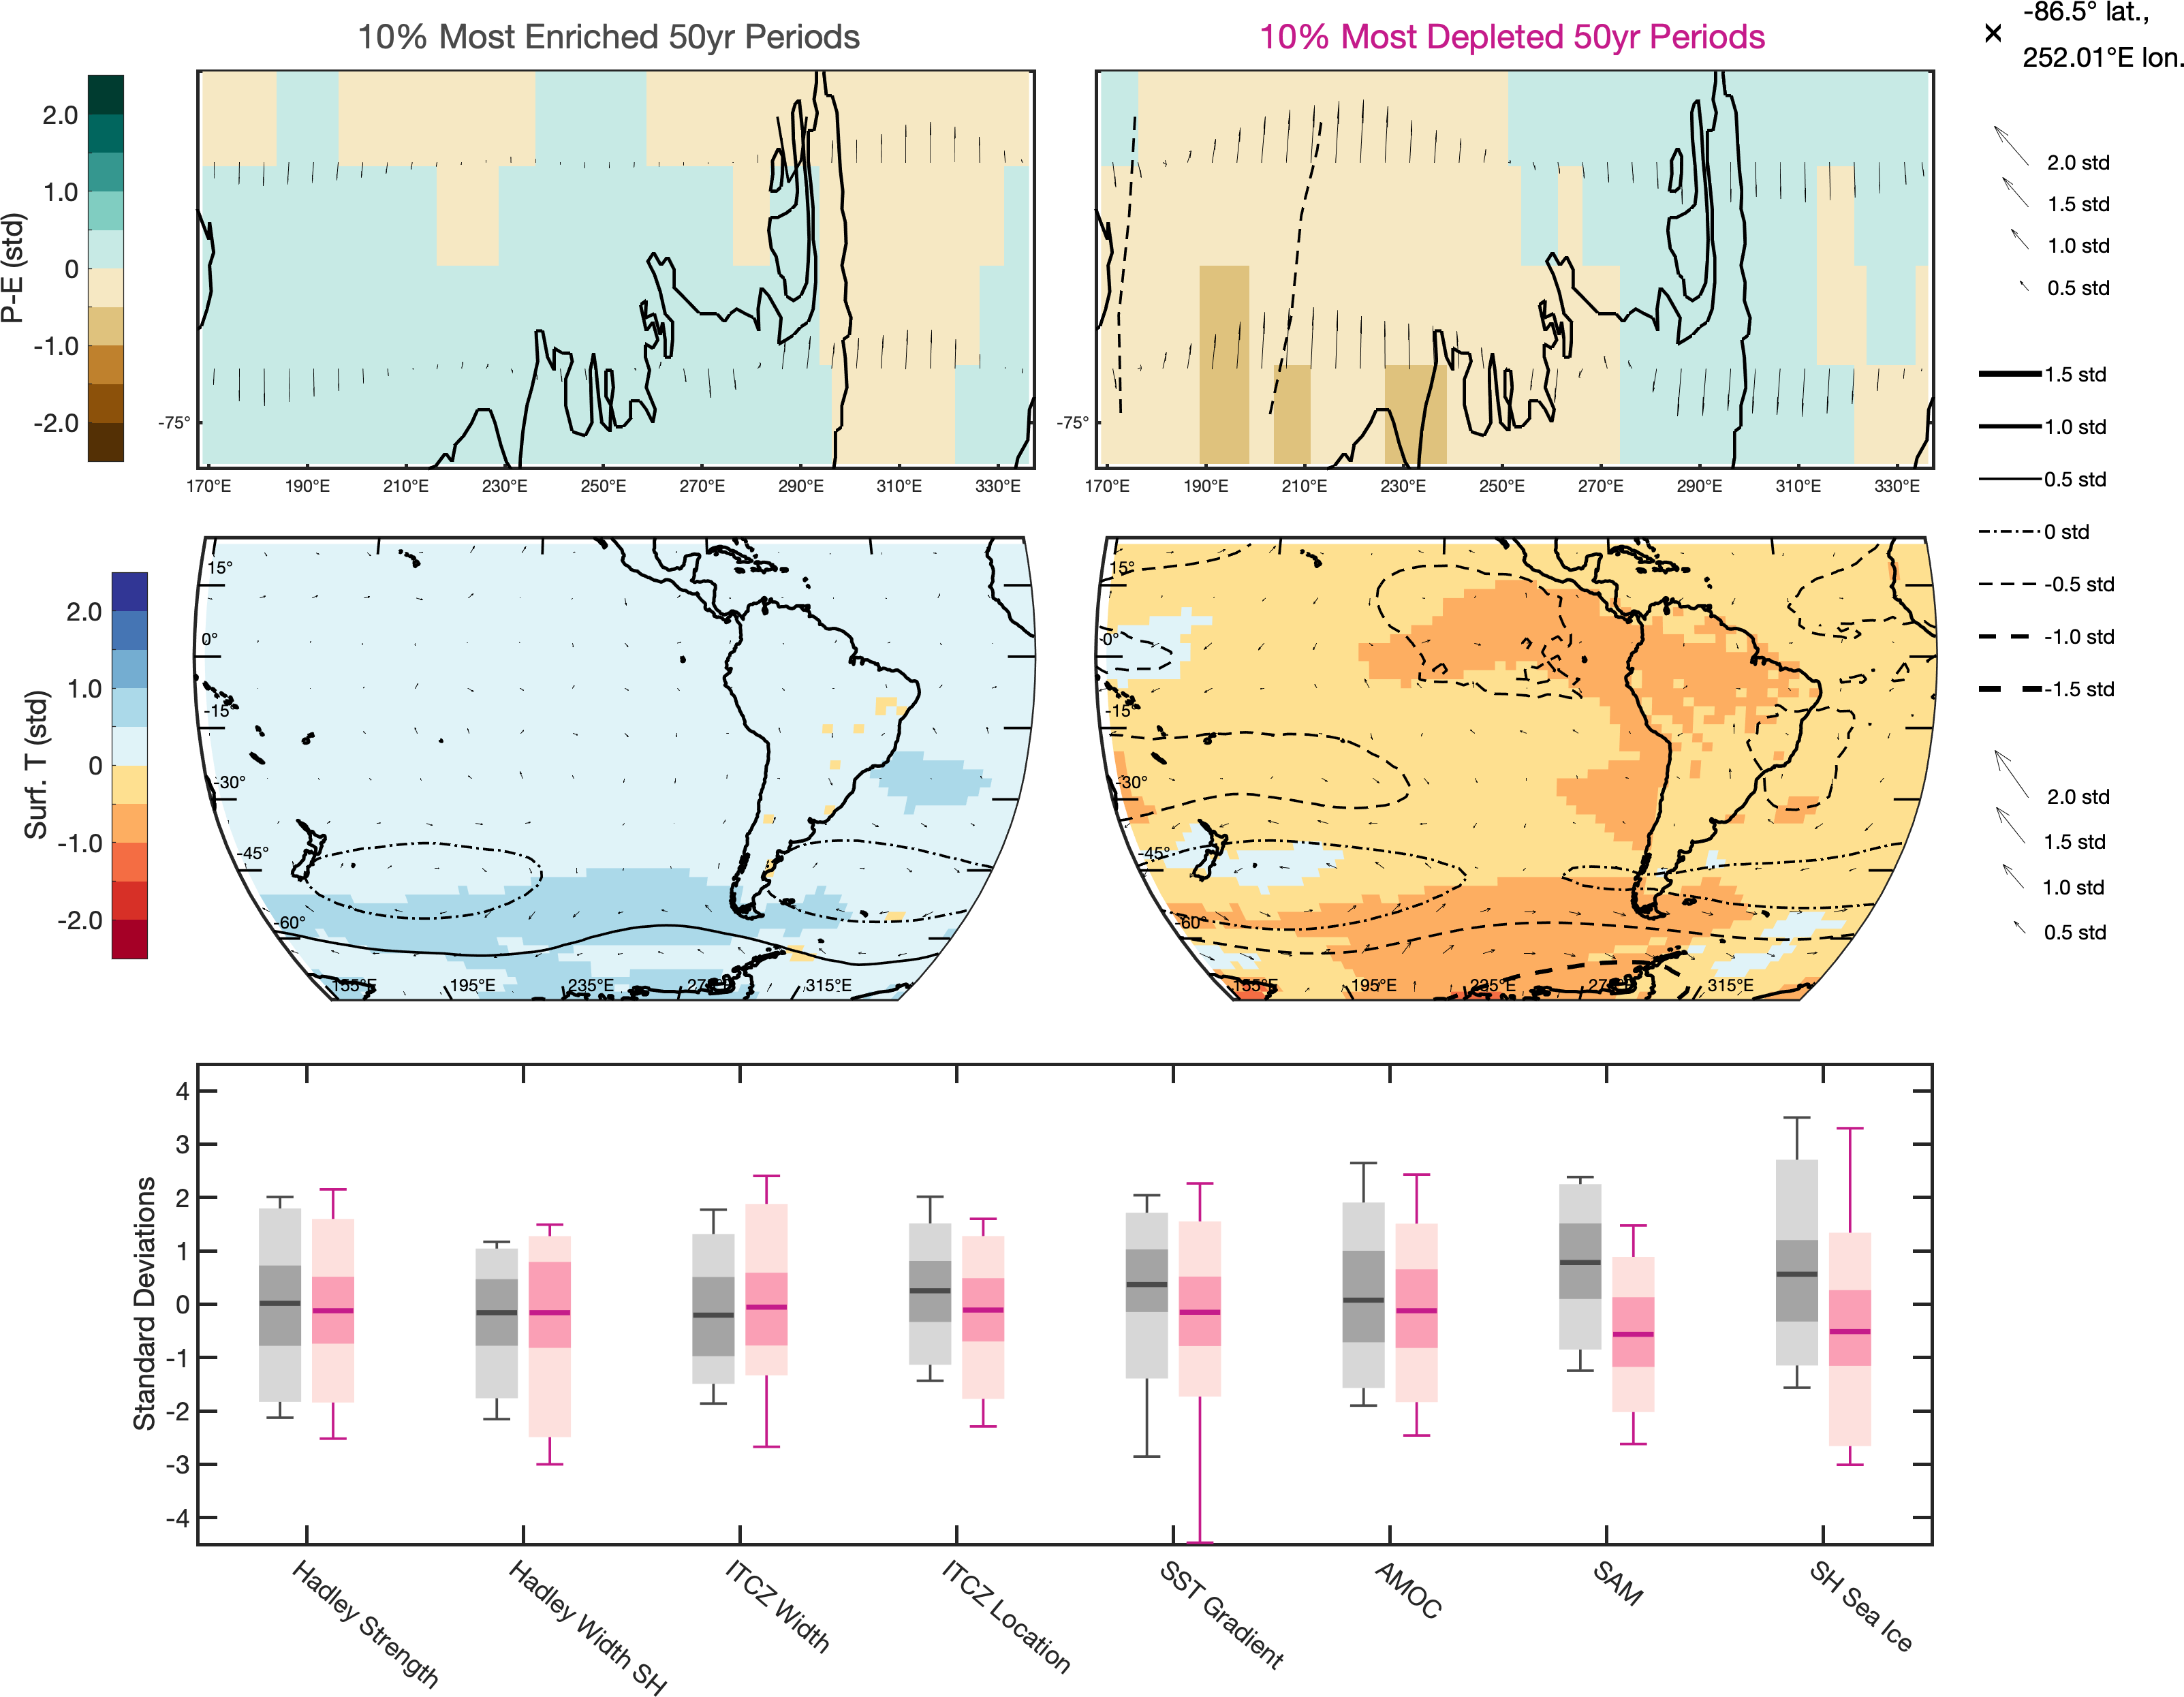 10% Most Enriched 50yr Periods
10% Most Depleted 50yr Periods
-86.5° lat.,
252.01°E lon.
P-E (std)
2.0
1.0
0
-1.0
-2.0
-75°
170°E 190°E 210°E 230°E 250°E 270°E 290°E 310°E 330°E
-75°
170°E 190°E 210°E 230°E 250°E 270°E 290°E 310°E 330°E
2.0 std
1.5 std
1.0 std
0.5 std
1.5 std
1.0 std
0.5 std
0 std
-0.5 std
-1.0 std
-1.5 std
2.0 std
1.5 std
1.0 std
0.5 std
Surf. T (std)
2.0
1.0
0
-1.0
-2.0
15°
0°
-15°
-30°
-45°
-60°
155°E 195°E 235°E 315°E
15°
0°
-15°
-30°
-45°
-60°
155°E 195°E 235°E 315°E
Standard Deviations
4
3
2
1
0
-1
-2
-3
-4
Hadley Strength
Hadley Width SH
ITCZ Width
ITCZ Location
SST Gradient
AMOC
SAM
SH Sea Ice